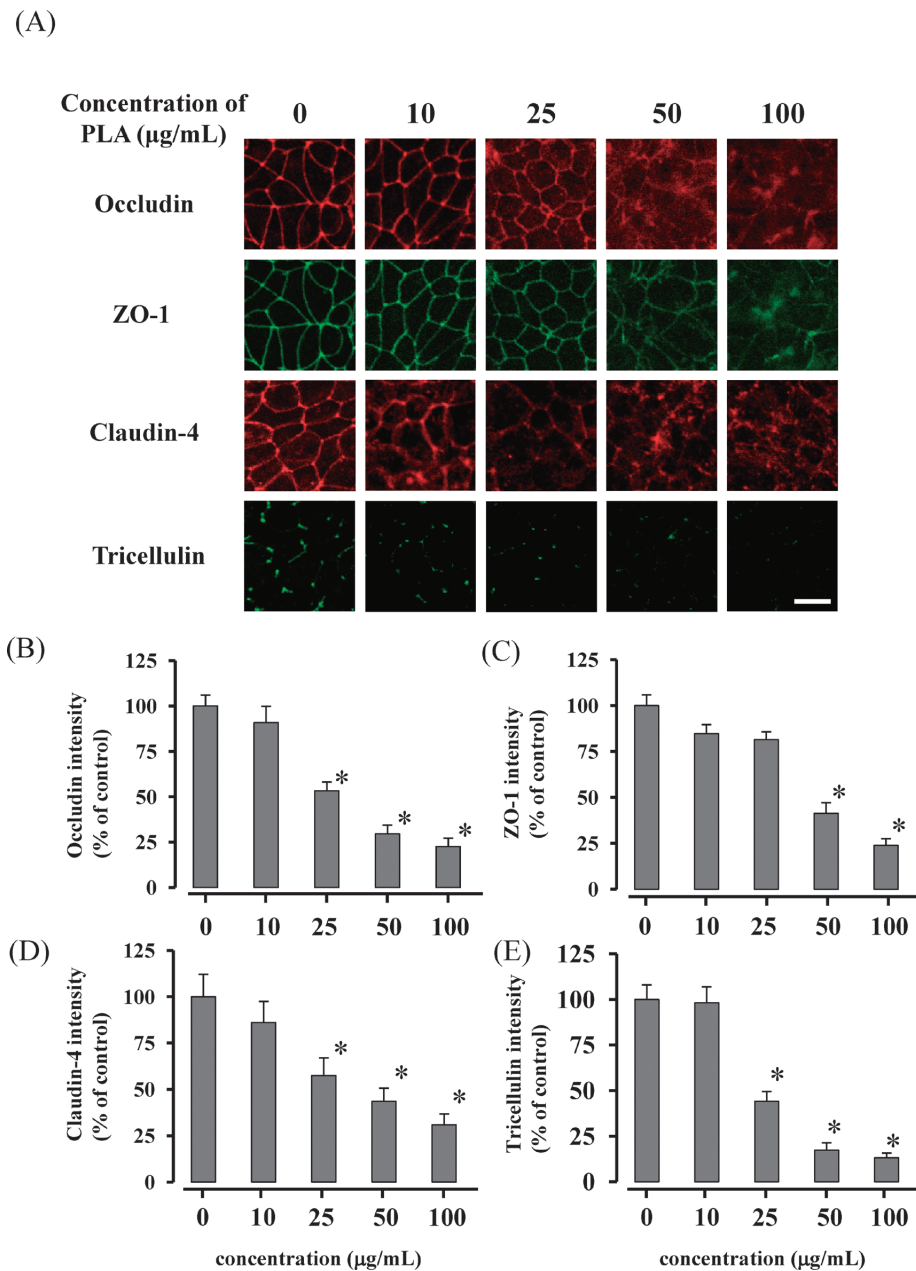 (A)
Concentration of
PLA (μg/mL)
0 10 25 50 100
Occludin
ZO-1
Claudin-4
Tricellulin
(B)
Occludin intensity
(% of control)
125
100
75
50
25
0
* * *
0 10 25 50 100
(C)
ZO-1 intensity
(% of control)
125
100
75
50
25
0
* *
0 10 25 50 100
(D)
Claudin-4 intensity
(% of control)
125
100
75
50
25
0
* * *
0 10 25 50 100
concentration (μg/mL)
(E)
Tricellulin intensity
(% of control)
125
100
75
50
25
0
* * *
0 10 25 50 100
concentration (μg/mL)